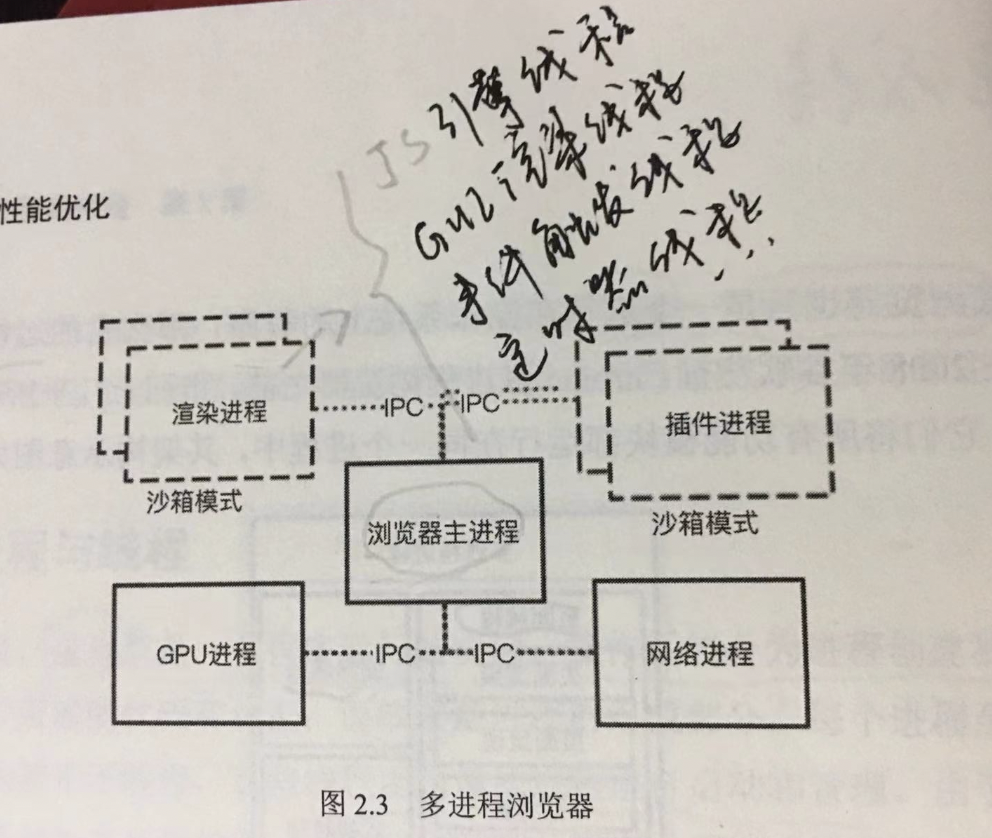 JS引擎线程
GUI渲染线程
事件触发线程
定时器线程
...
性能优化
渲染进程
IPC
IPC
插件进程
沙箱模式
沙箱模式
浏览器主进程
GPU进程
IPC
IPC
网络进程
图 2.3 多进程浏览器